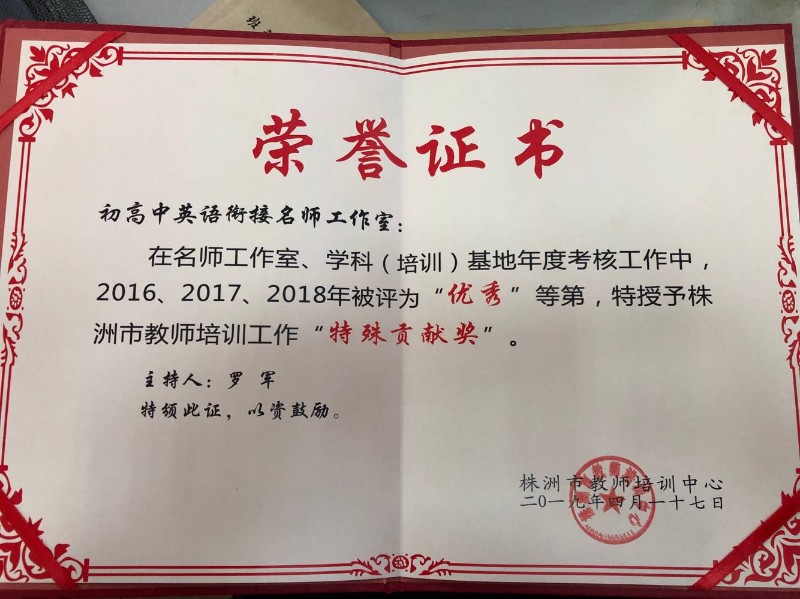 荣誉证书
初高中英语衔接名师工作室：
在名师工作室、学科（培训）基地年度考核工作中，
2016、2017、2018年被评为“优秀”等第，特授予株
洲市教师培训工作“特殊贡献奖”。
主持人：罗军
特颁此证，以资鼓励。
株洲市教师培训中心
二〇一九年四月一十七日